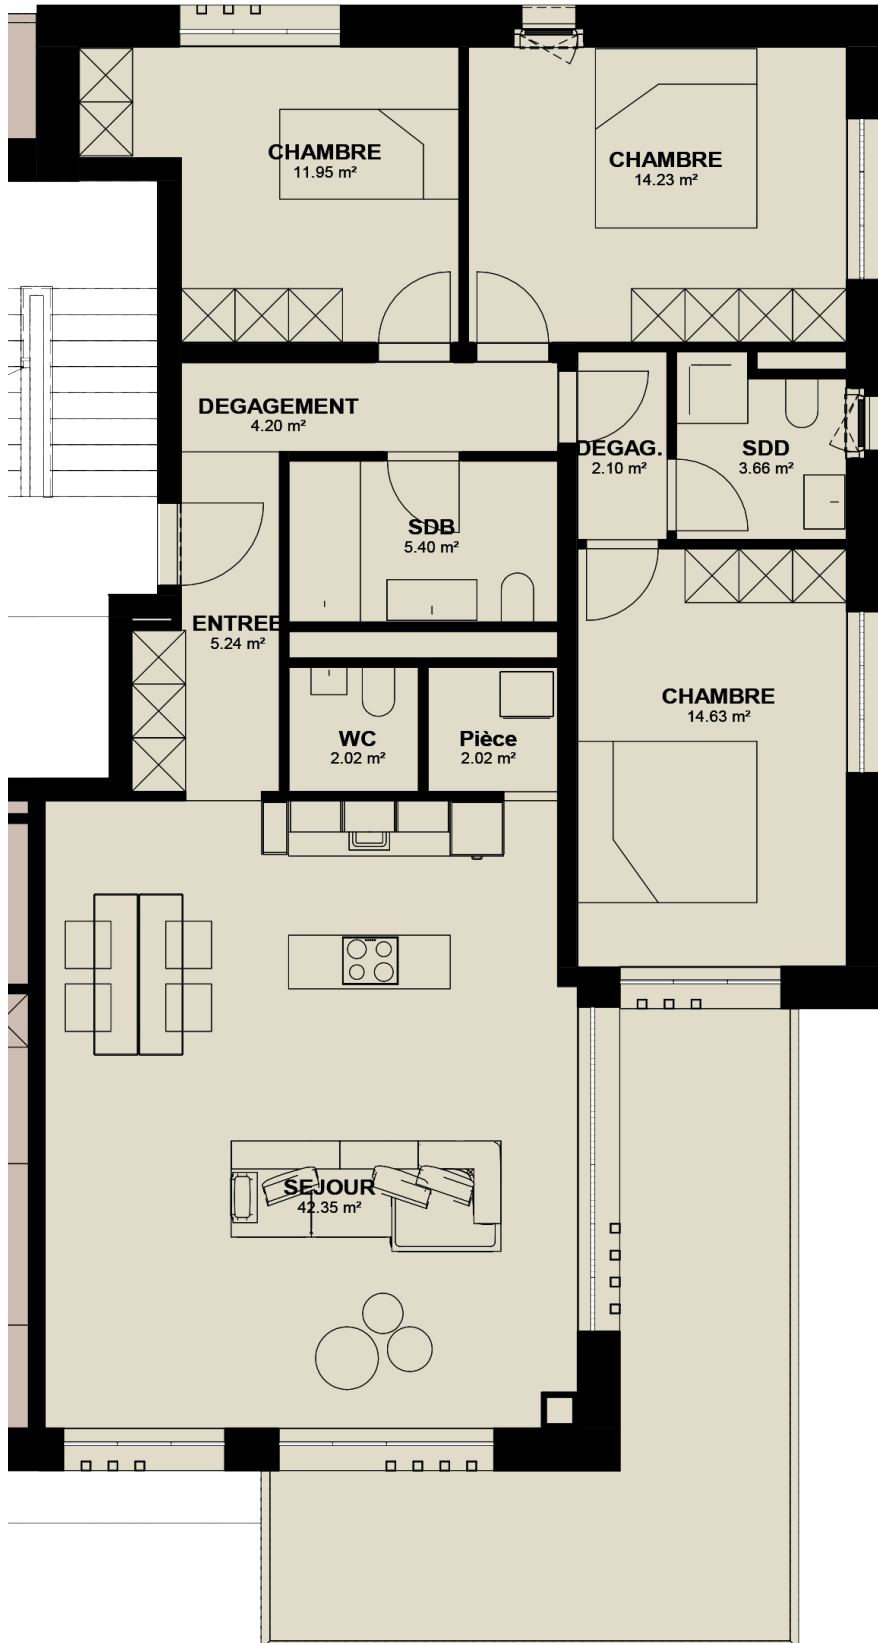 CHAMBRE
11.95 m²
CHAMBRE
14.23 m²
DEGAGEMENT
4.20 m²
DEGAG.
2.10 m²
SDD
3.66 m²
SDB
5.40 m²
ENTREE
5.24 m²
CHAMBRE
14.63 m²
WC
2.02 m²
Pièce
2.02 m²
SEJOUR
42.35 m²